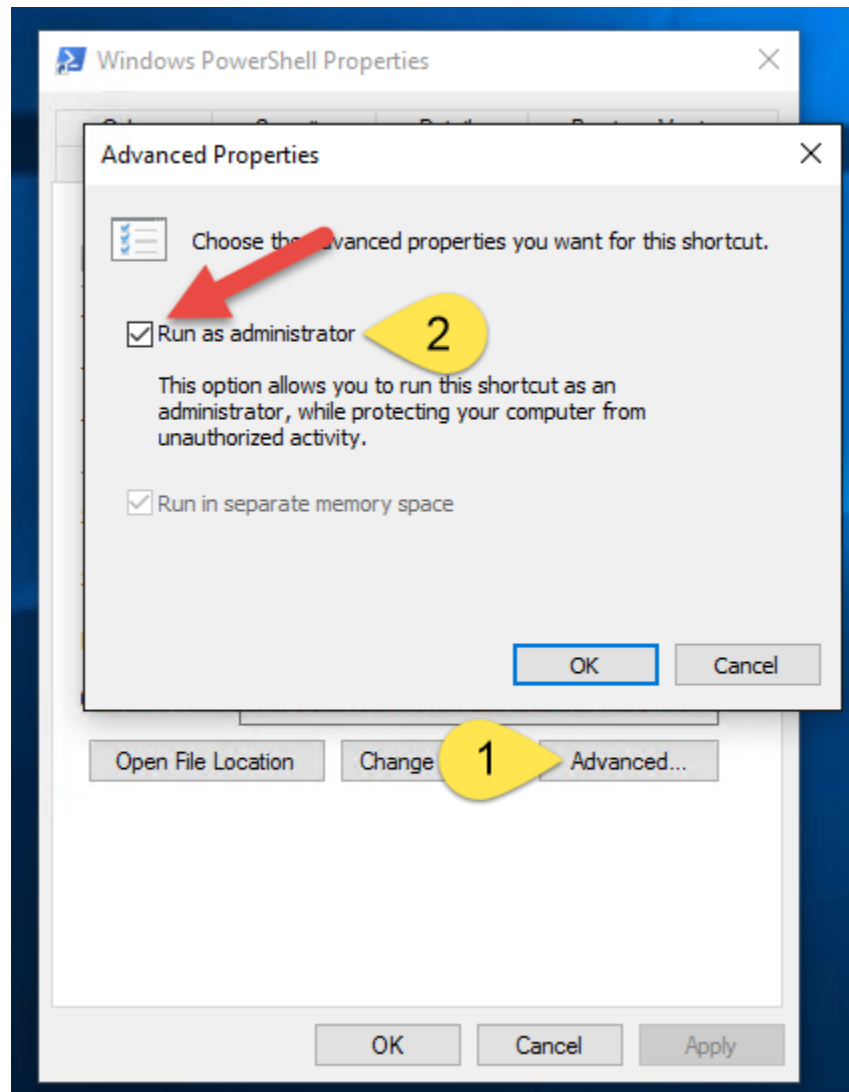 Windows PowerShell Properties
Advanced Properties
Choose the advanced properties you want for this shortcut.
Run as administrator
2
This option allows you to run this shortcut as an
administrator, while protecting your computer from
unauthorized activity.
Run in separate memory space
OK
Cancel
Open File Location
Change
1
Advanced...
OK
Cancel
Apply